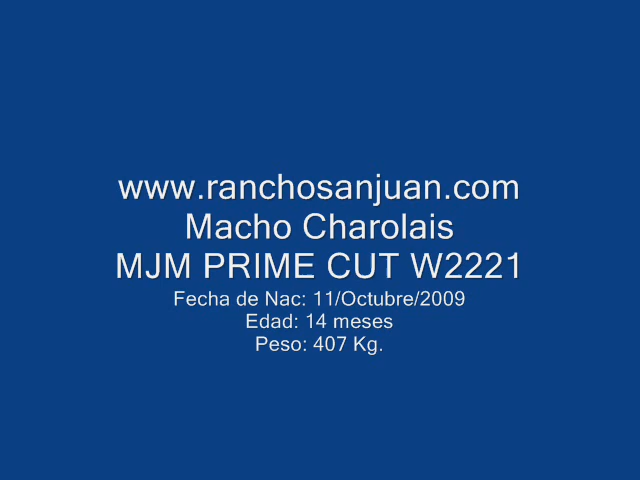 www.ranchosanjuan.com
Macho Charolais
MJM PRIME CUT W2221
Fecha de Nac: 11/Octubre/2009
Edad: 14 meses
Peso: 407 Kg.